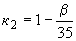 κ₂ = 1 − β/35